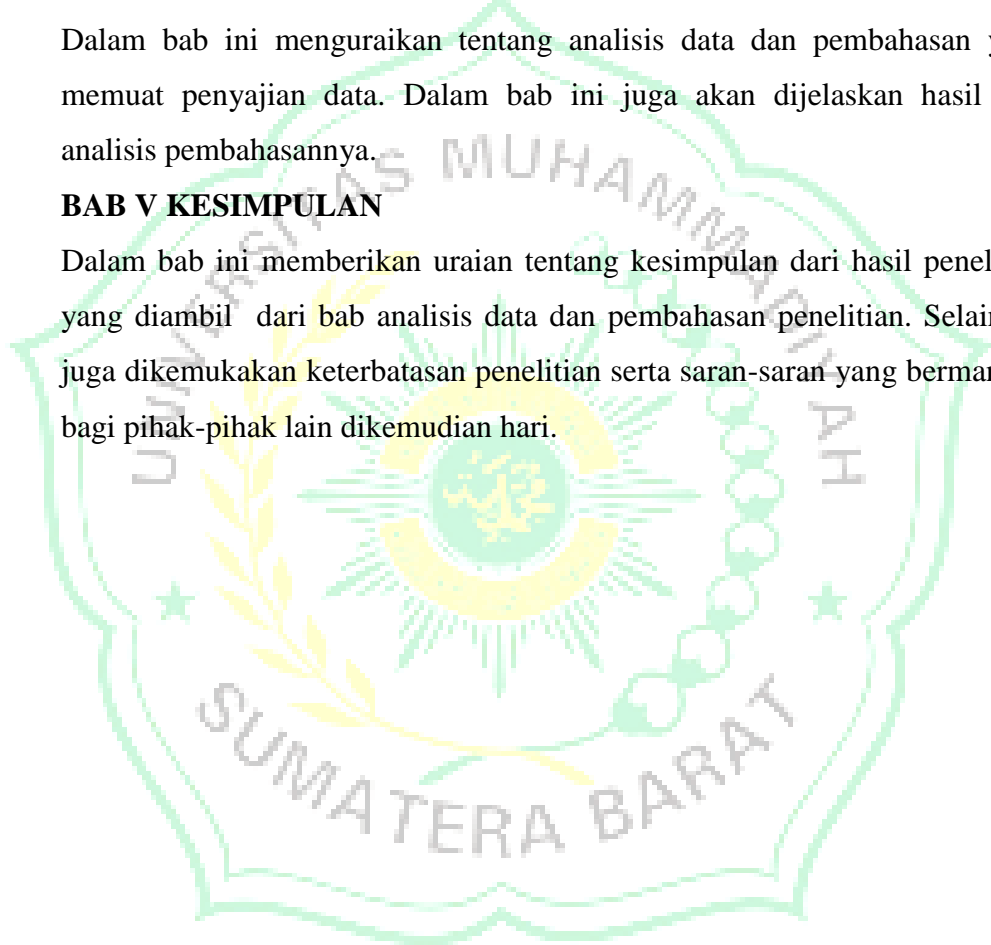 Dalam bab ini menguraikan tentang analisis data dan pembahasan
memuat penyajian data. Dalam bab ini juga akan dijelaskan hasil
analisis pembahasannya.
BAB V KESIMPULAN
Dalam bab ini memberikan uraian tentang kesimpulan dari hasil
yang diambil dari bab analisis data dan pembahasan penelitian.
juga dikemukakan keterbatasan penelitian serta saran-saran yang
bagi pihak-pihak lain dikemudian hari.
UNIVERSITAS MUHAMMADIYAH
SUMATERA BARAT